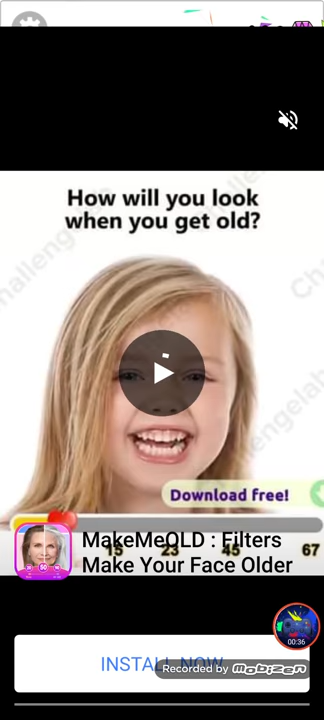 How will you look
when you get old?
Download free!
15 23 45 67
MakeMeOLD : Filters
Make Your Face Older
00:36
INSTALL NOW
Recorded by mobizen